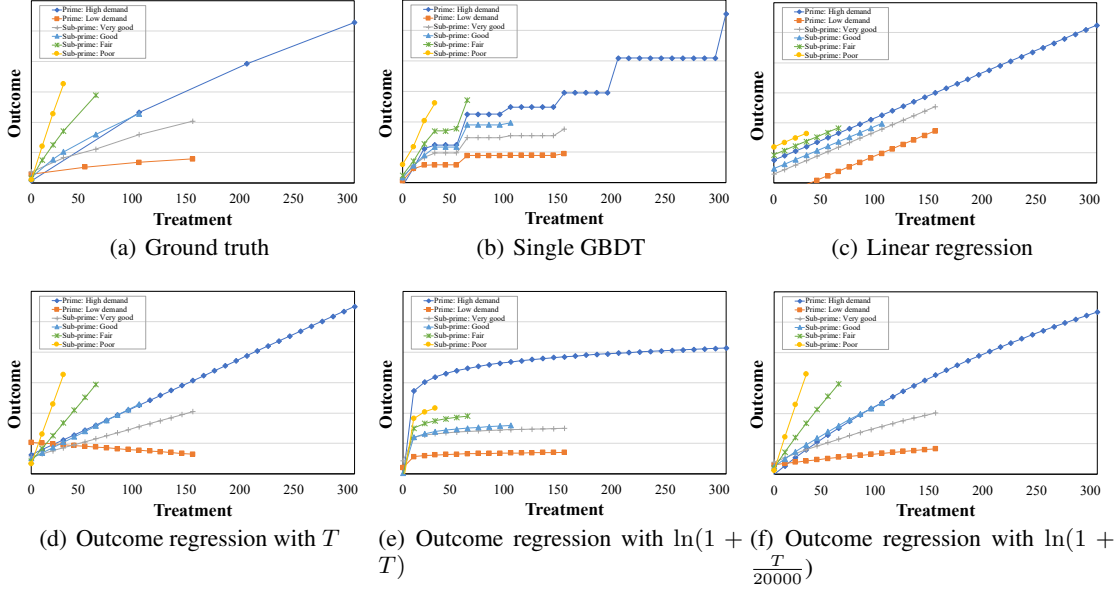 Prime: High demand
Prime: Low demand
Sub-prime: Very good
Sub-prime: Good
Sub-prime: Fair
Sub-prime: Poor
Outcome
0 50 100 150 200 250 300
Treatment
(a) Ground truth
Prime: High demand
Prime: Low demand
Sub-prime: Very good
Sub-prime: Good
Sub-prime: Fair
Sub-prime: Poor
Outcome
0 50 100 150 200 250 300
Treatment
(b) Single GBDT
Prime: High demand
Prime: Low demand
Sub-prime: Very good
Sub-prime: Good
Sub-prime: Fair
Sub-prime: Poor
Outcome
0 50 100 150 200 250 300
Treatment
(c) Linear regression
Prime: High demand
Prime: Low demand
Sub-prime: Very good
Sub-prime: Good
Sub-prime: Fair
Sub-prime: Poor
Outcome
0 50 100 150 200 250 300
Treatment
(d) Outcome regression with T
Prime: High demand
Prime: Low demand
Sub-prime: Very good
Sub-prime: Good
Sub-prime: Fair
Sub-prime: Poor
Outcome
0 50 100 150 200 250 300
Treatment
(e) Outcome regression with ln(1 +
T)
Prime: High demand
Prime: Low demand
Sub-prime: Very good
Sub-prime: Good
Sub-prime: Fair
Sub-prime: Poor
Outcome
0 50 100 150 200 250 300
Treatment
(f) Outcome regression with ln(1 +
T/20000)